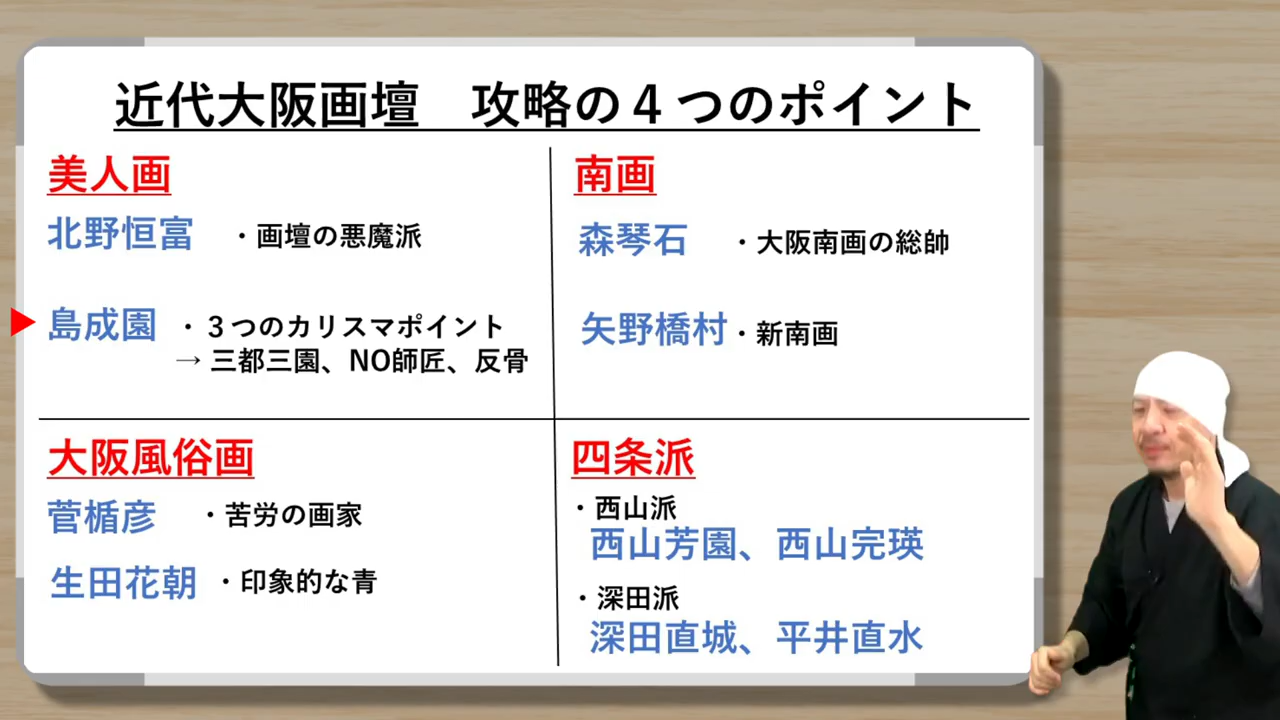 近代大阪画壇　攻略の４つのポイント
美人画
北野恒富　・画壇の悪魔派
島成園　・３つのカリスマポイント
→ 三都三園、NO師匠、反骨
南画
森琴石　・大阪南画の総帥
矢野橋村・新南画
大阪風俗画
菅楯彦　・苦労の画家
生田花朝　・印象的な青
四条派
・西山派
西山芳園、西山完瑛
・深田派
深田直城、平井直水